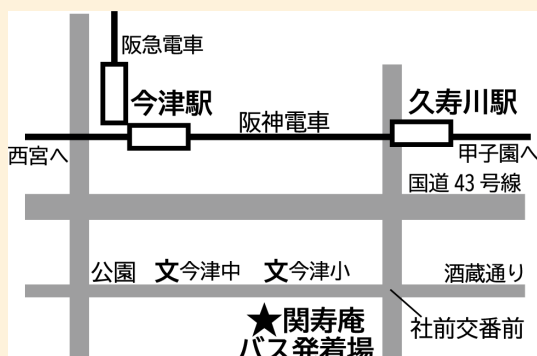 阪急電車
今津駅
久寿川駅
阪神電車
西宮へ
甲子園へ
国道43号線
公園
文今津中
文今津小
酒蔵通り
★関寿庵
バス発着場
社前交番前